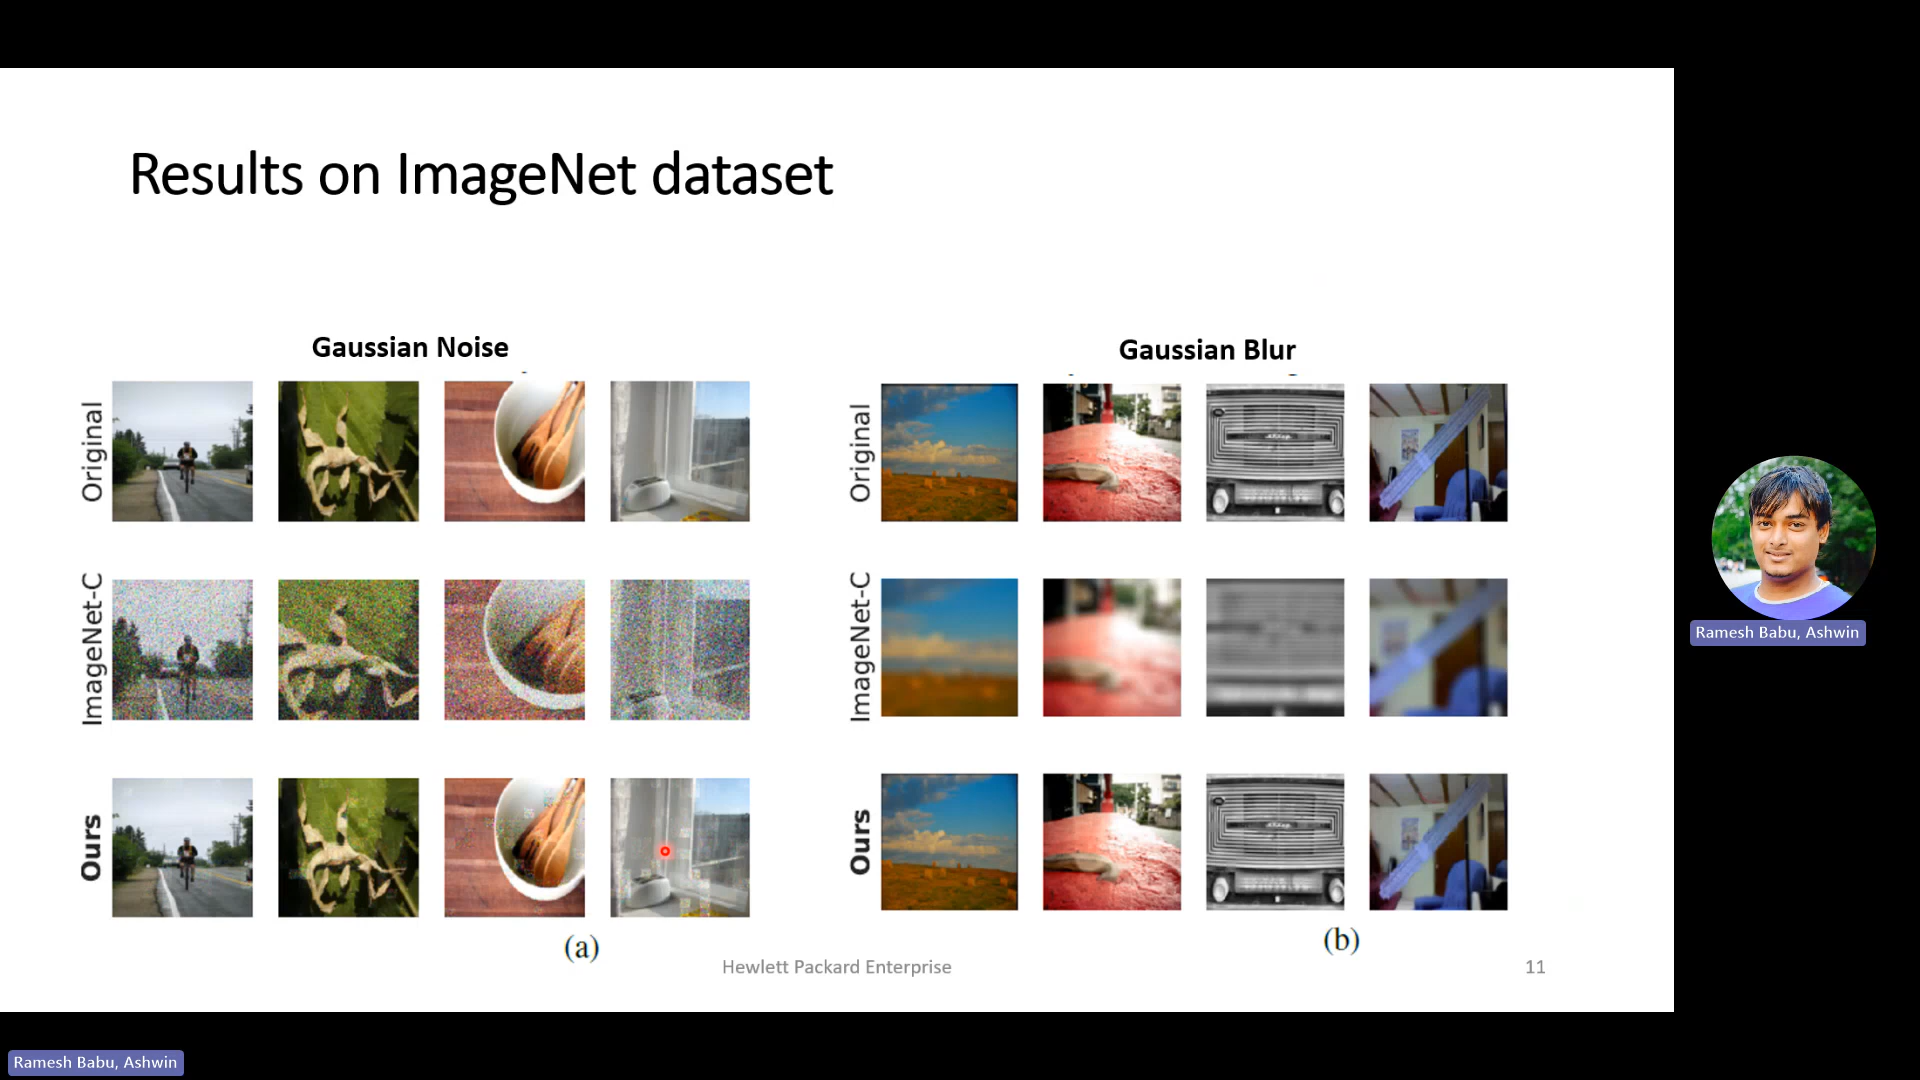 Results on ImageNet dataset
Gaussian Noise
Original
ImageNet-C
Ours
(a)
Gaussian Blur
Original
ImageNet-C
Ours
(b)
Hewlett Packard Enterprise
11
Ramesh Babu, Ashwin
Ramesh Babu, Ashwin